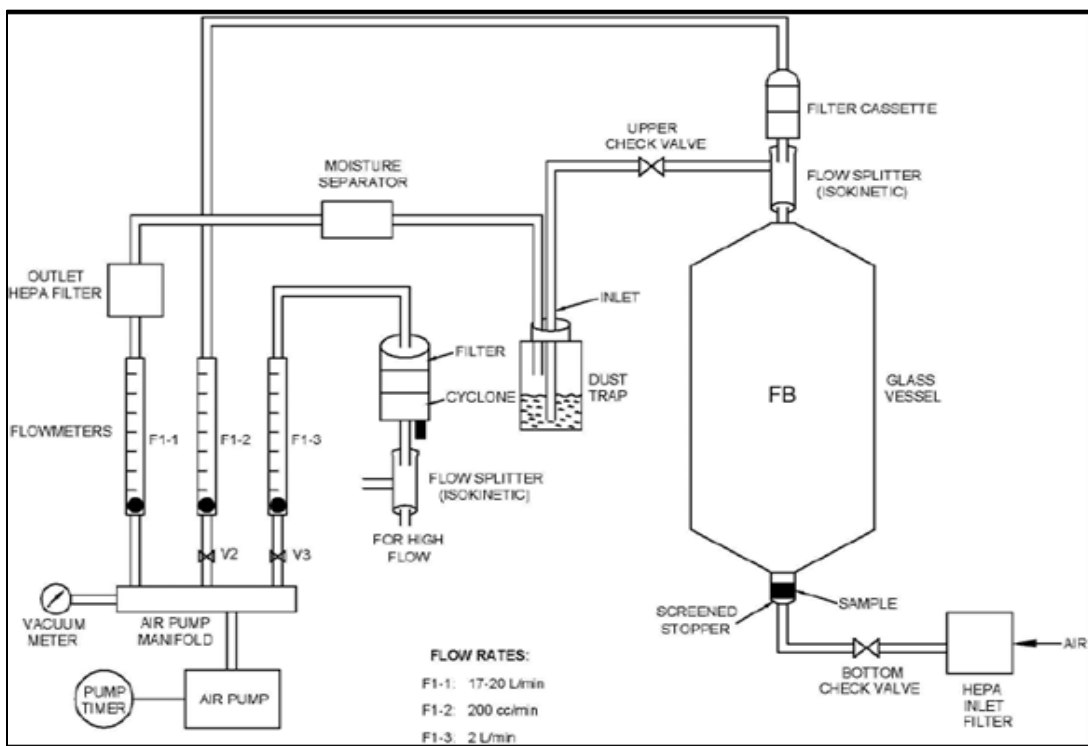 FILTER CASSETTE
UPPER
CHECK VALVE
FLOW SPLITTER
(ISOKINETIC)
MOISTURE
SEPARATOR
OUTLET
HEPA FILTER
INLET
FILTER
DUST
TRAP
CYCLONE
FB
GLASS
VESSEL
FLOWMETERS
F1-1
F1-2
F1-3
FLOW SPLITTER
(ISOKINETIC)
FOR HIGH
FLOW
V2
V3
VACUUM
METER
AIR PUMP
MANIFOLD
SCREENED
STOPPER
SAMPLE
AIR
BOTTOM
CHECK VALVE
HEPA
INLET
FILTER
PUMP
TIMER
AIR PUMP
FLOW RATES:
F1-1: 17-20 L/min
F1-2: 200 cc/min
F1-3: 2 L/min